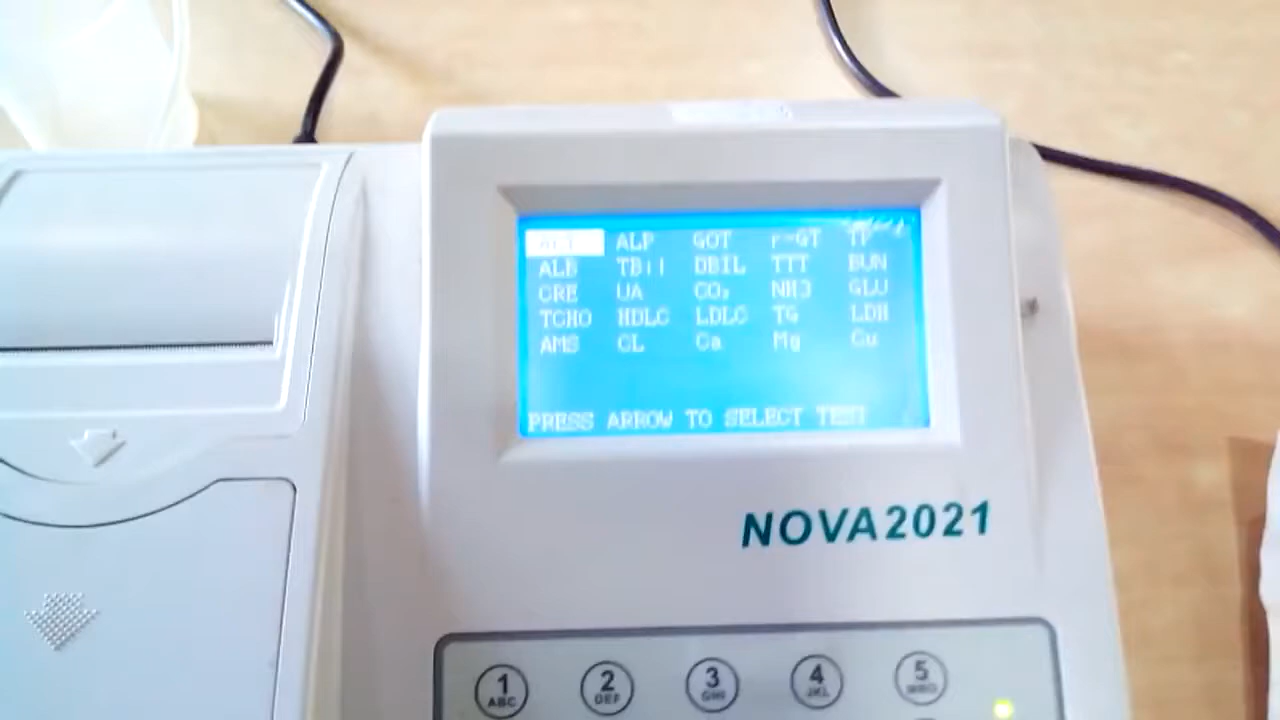 ALP GOT r-GT TP
ALB TBIL DBIL TTT BUN
CRE UA CO₂ NH3 GLU
TCHO HDLC LDLC TG LDH
AMS CL Ca Mg Cu
PRESS ARROW TO SELECT TEST
NOVA2021
1 2 3 4 5
ABC DEF GHI JKL MNO